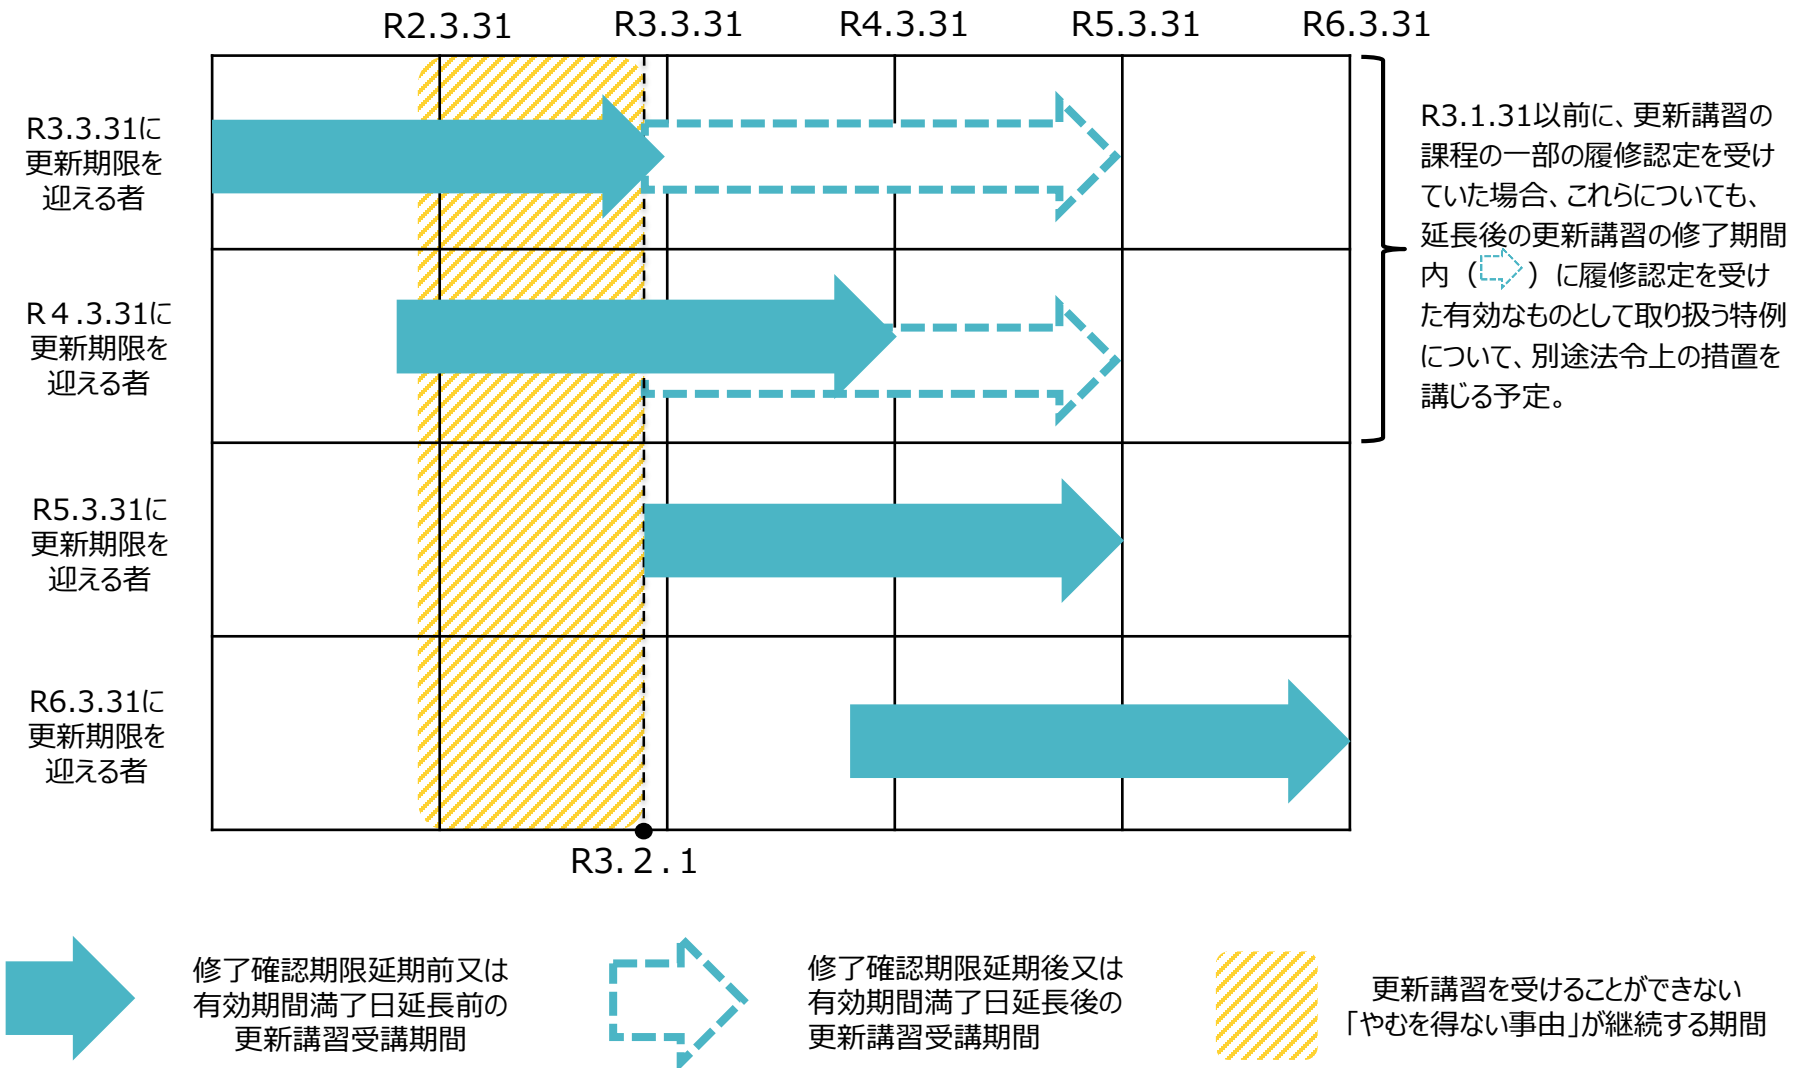 R2.3.31 R3.3.31 R4.3.31 R5.3.31 R6.3.31
R3.3.31に
更新期限を
迎える者
R４.3.31に
更新期限を
迎える者
R5.3.31に
更新期限を
迎える者
R6.3.31に
更新期限を
迎える者
R3.２.１
R3.1.31以前に、更新講習の
課程の一部の履修認定を受け
ていた場合、これらについても、
延長後の更新講習の修了期間
内（ ）に履修認定を受け
た有効なものとして取り扱う特例
について、別途法令上の措置を
講じる予定。
修了確認期限延期前又は
有効期間満了日延長前の
更新講習受講期間
修了確認期限延期後又は
有効期間満了日延長後の
更新講習受講期間
更新講習を受けることができない
「やむを得ない事由」が継続する期間